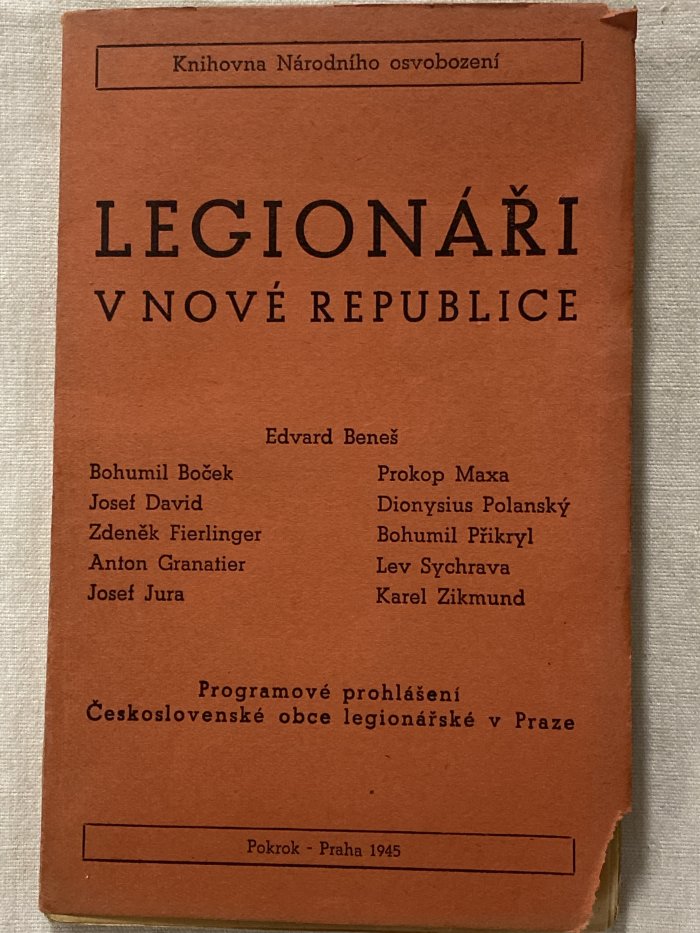 Knihovna Národního osvobození
LEGIONÁŘI
V NOVÉ REPUBLICE
Edvard Beneš
Bohumil Boček
Josef David
Zdeněk Fierlinger
Anton Granatier
Josef Jura
Prokop Maxa
Dionysius Polanský
Bohumil Přikryl
Lev Sychrava
Karel Zikmund
Programové prohlášení
Československé obce legionářské v Praze
Pokrok - Praha 1945